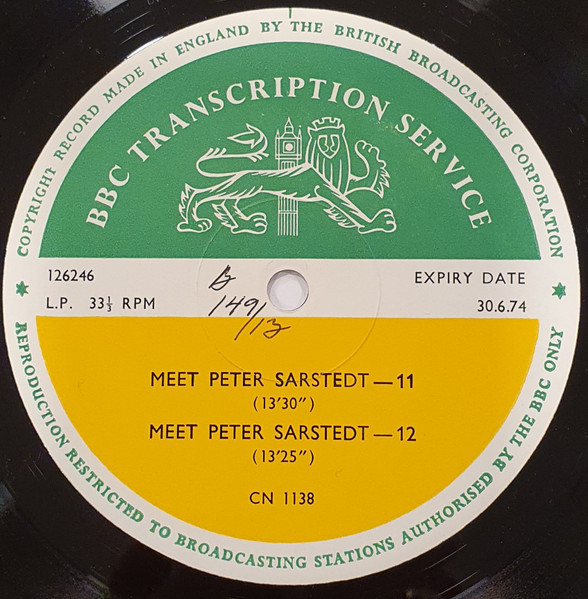 COPYRIGHT RECORD MADE IN ENGLAND BY THE BRITISH BROADCASTING CORPORATION
BBC TRANSCRIPTION SERVICE
126246
EXPIRY DATE
L.P. 33⅓ RPM
30.6.74
149/13
MEET PETER SARSTEDT—11
(13'30")
MEET PETER SARSTEDT—12
(13'25")
CN 1138
REPRODUCTION RESTRICTED TO BROADCASTING STATIONS AUTHORISED BY THE BBC ONLY